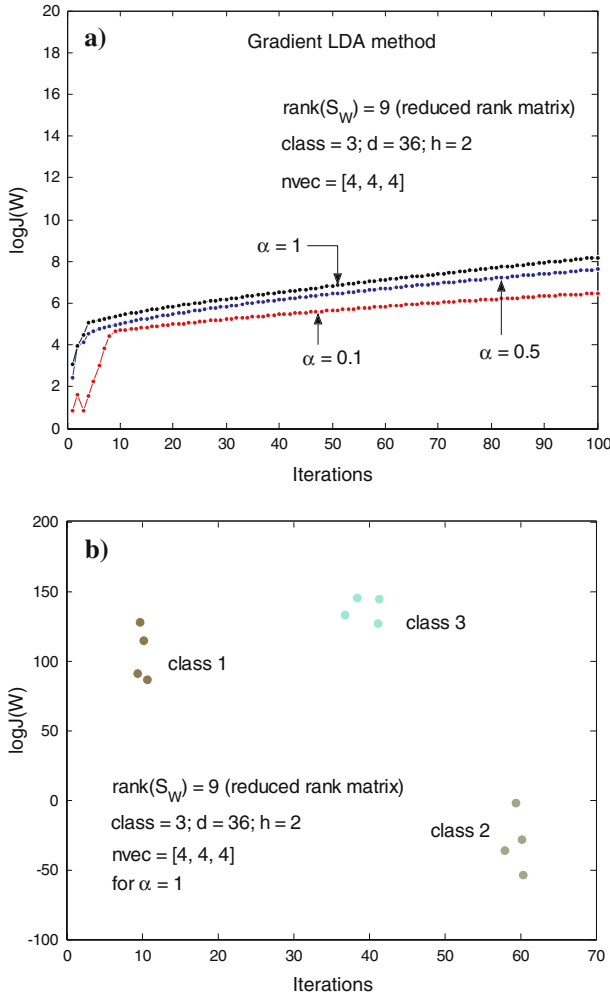 a)
Gradient LDA method
rank(S_W) = 9 (reduced rank matrix)
class = 3; d = 36; h = 2
nvec = [4, 4, 4]
α = 1
α = 0.1
α = 0.5
logJ(W)
20
18
16
14
12
10
8
6
4
2
0
0 10 20 30 40 50 60 70 80 90 100
Iterations
b)
class 1
class 3
class 2
rank(S_W) = 9 (reduced rank matrix)
class = 3; d = 36; h = 2
nvec = [4, 4, 4]
for α = 1
logJ(W)
200
150
100
50
0
-50
-100
0 10 20 30 40 50 60 70
Iterations